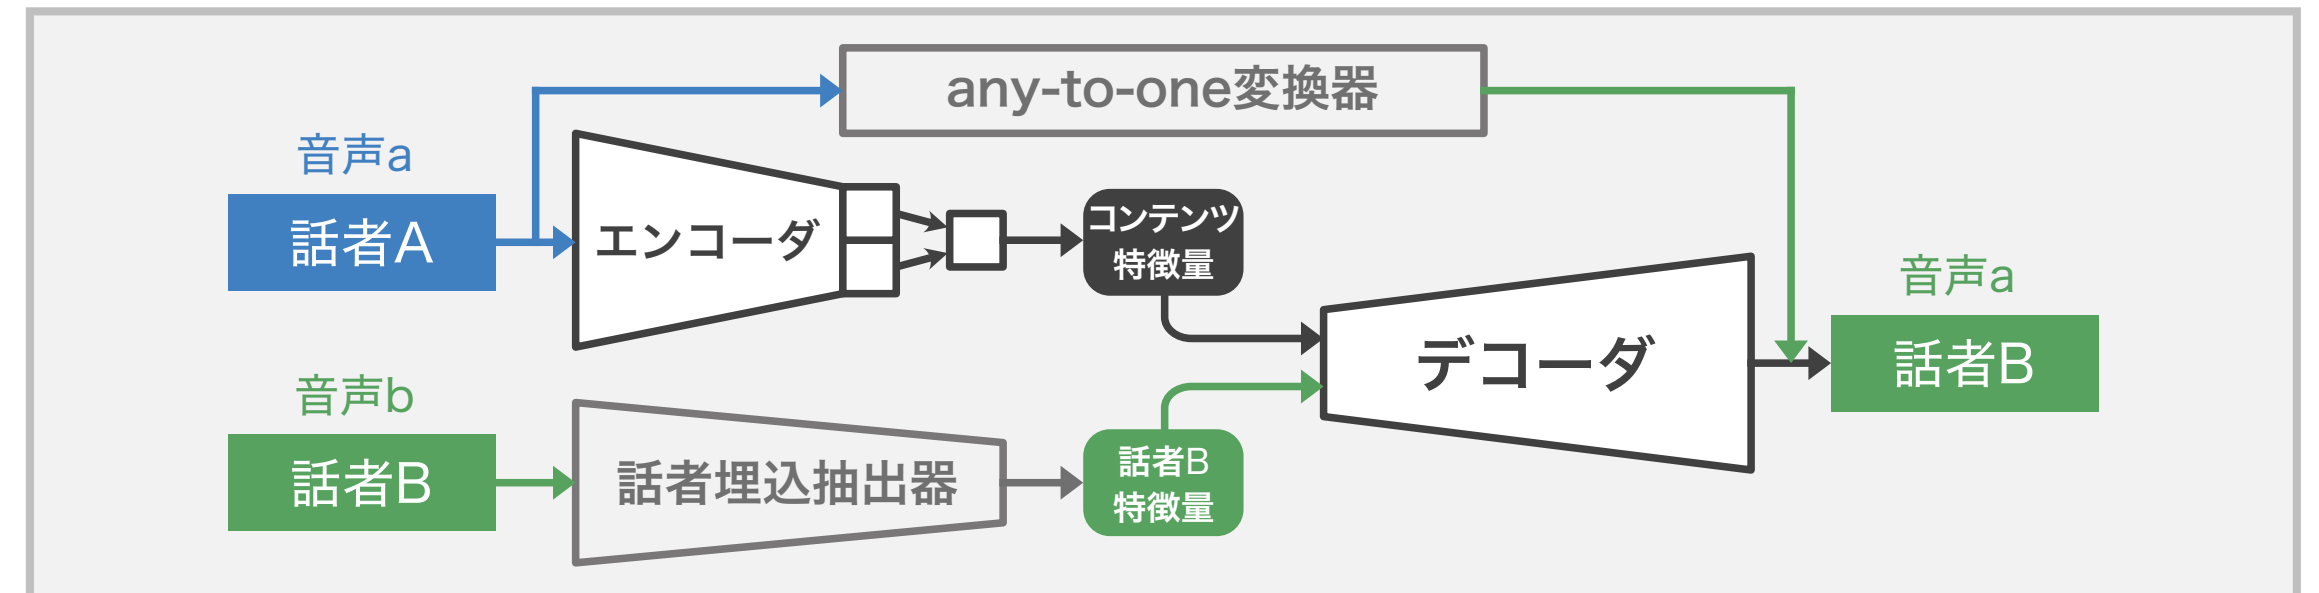 any-to-one変換器
音声a
話者A
エンコーダ
コンテンツ
特徴量
デコーダ
音声a
話者B
音声b
話者B
話者埋込抽出器
話者B
特徴量